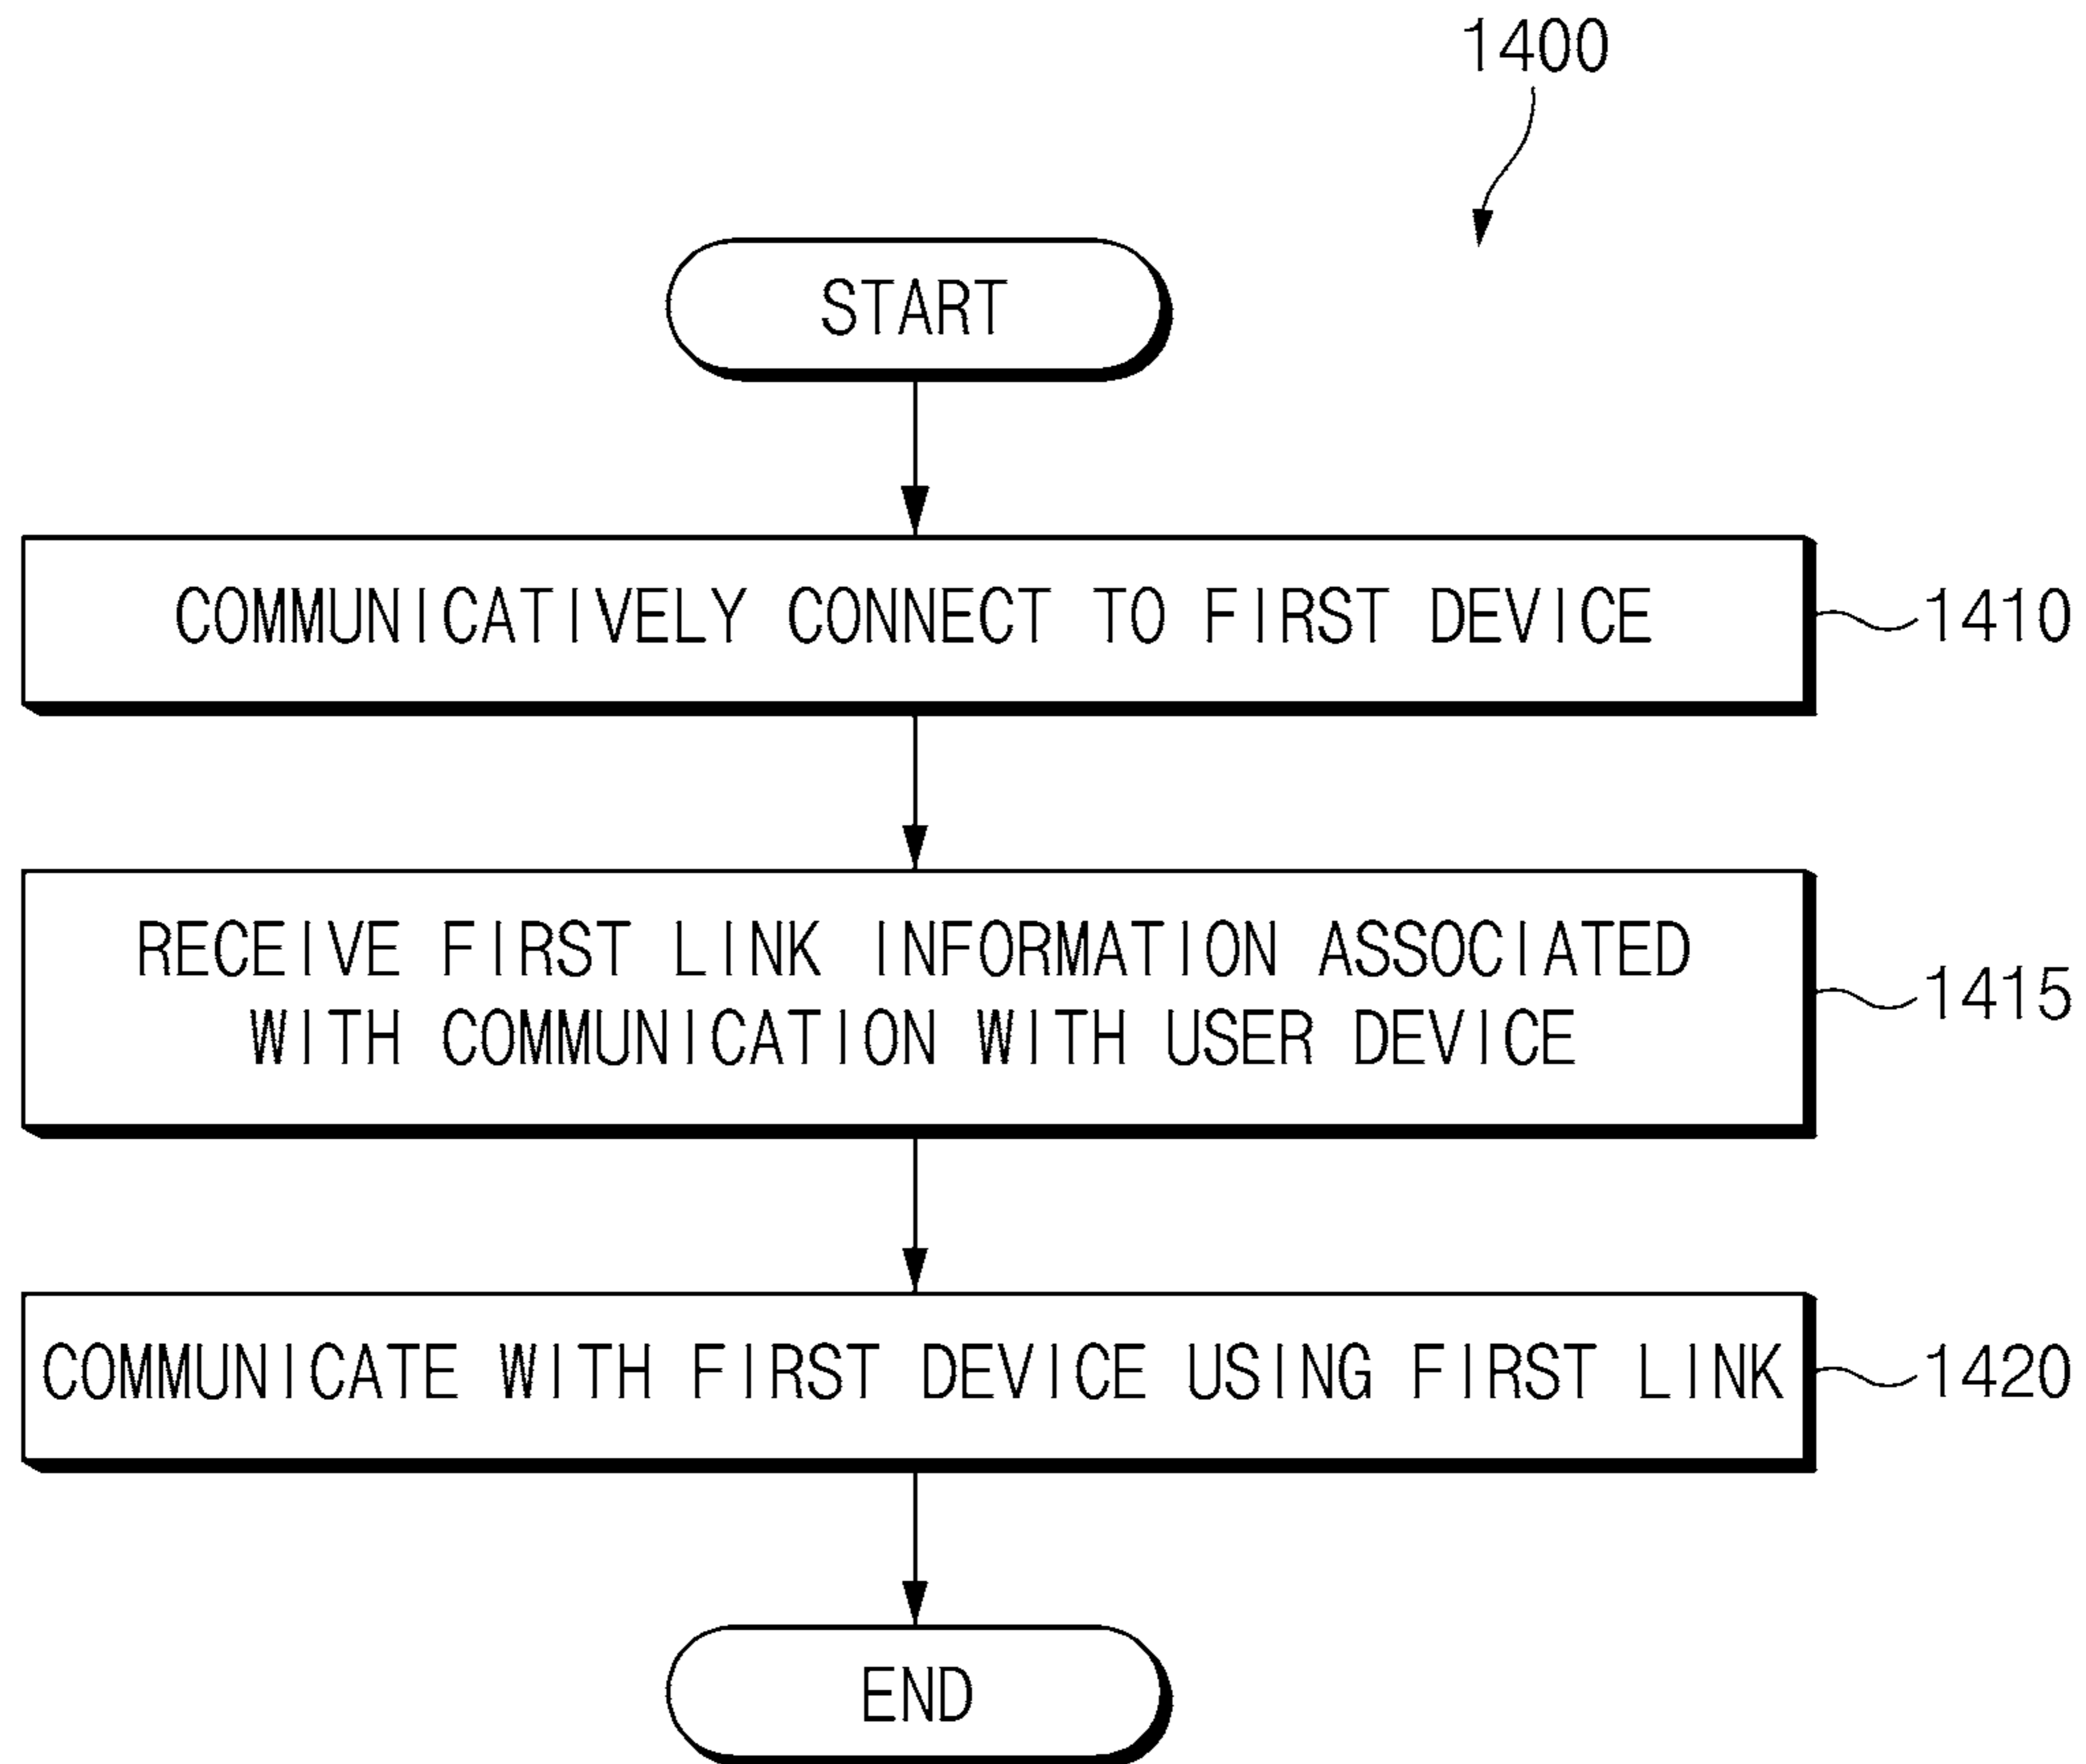 1400
START
COMMUNICATIVELY CONNECT TO FIRST DEVICE
1410
RECEIVE FIRST LINK INFORMATION ASSOCIATED
WITH COMMUNICATION WITH USER DEVICE
1415
COMMUNICATE WITH FIRST DEVICE USING FIRST LINK
1420
END